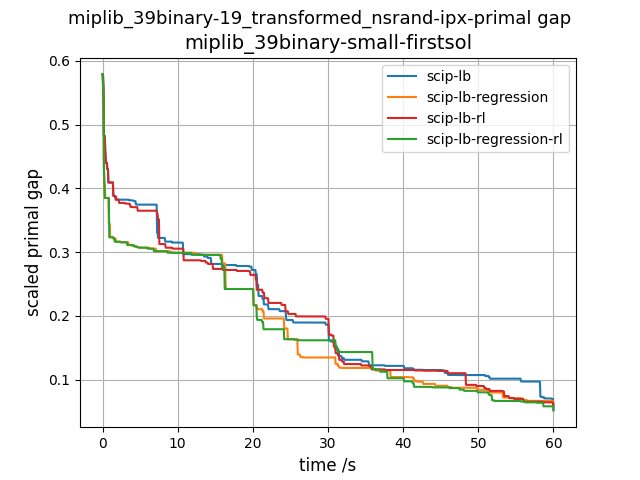 miplib_39binary-19_transformed_nsrand-ipx-primal gap
miplib_39binary-small-firstsol
scip-lb
scip-lb-regression
scip-lb-rl
scip-lb-regression-rl
scaled primal gap
0.6
0.5
0.4
0.3
0.2
0.1
0 10 20 30 40 50 60
time /s